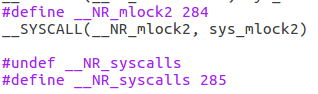 #define __NR_mlock2 284
__SYSCALL(__NR_mlock2, sys_mlock2)
#undef __NR_syscalls
#define __NR_syscalls 285